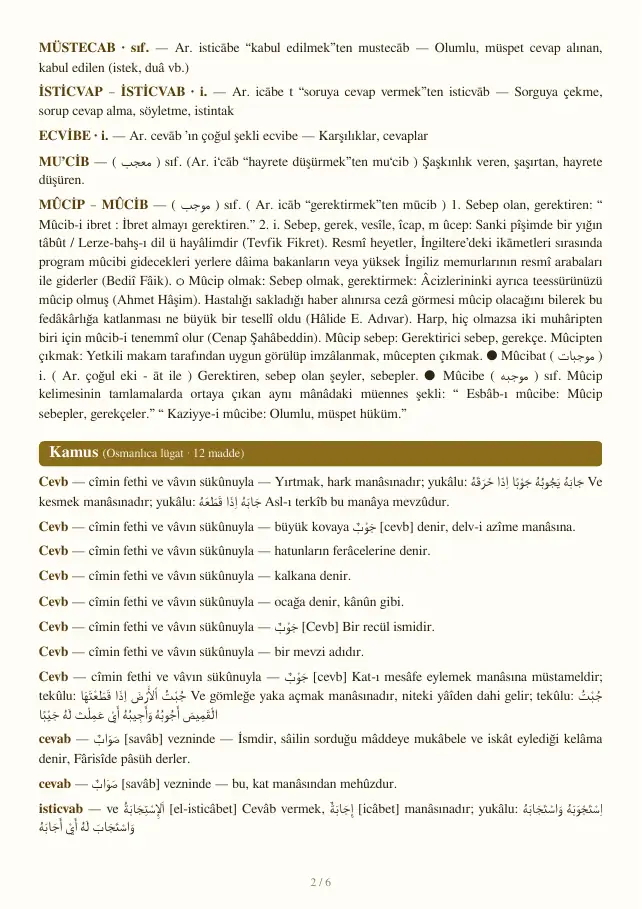 MÜSTECAB · sıf. — Ar. isticābe “kabul edilmek”ten mustecāb — Olumlu, müspet cevap alınan,
kabul edilen (istek, duâ vb.)
İSTİCVAP – İSTİCVAB · i. — Ar. icābe t “soruya cevap vermek”ten isticvāb — Sorguya çekme,
sorup cevap alma, söyletme, istintak
ECVİBE · i. — Ar. cevāb ’ın çoğul şekli ecvibe — Karşılıklar, cevaplar
MU’CİB — ( معجب ) sıf. (Ar. i‘cāb “hayrete düşürmek”ten mu‘cib ) Şaşkınlık veren, şaşırtan, hayrete
düşüren.
MÛCİP – MÛCİB — ( موجب ) sıf. ( Ar. icāb “gerektirmek”ten mūcib ) 1. Sebep olan, gerektiren: “
Mûcib-i ibret : İbret almayı gerektiren.” 2. i. Sebep, gerek, vesîle, îcap, m ûcep: Sanki pîşimde bir yığın
tâbût / Lerze-bahş-ı dil ü hayâlimdir (Tevfik Fikret). Resmî heyetler, İngiltere’deki ikāmetleri sırasında
program mûcibi gidecekleri yerlere dâima bakanların veya yüksek İngiliz memurlarının resmî arabaları
ile giderler (Bediî Fâik). ѻ Mûcip olmak: Sebep olmak, gerektirmek: Âcizlerininki ayrıca teessürünüzü
mûcip olmuş (Ahmet Hâşim). Hastalığı sakladığı haber alınırsa cezâ görmesi mûcip olacağını bilerek bu
fedâkârlığa katlanması ne büyük bir tesellî oldu (Hâlide E. Adıvar). Harp, hiç olmazsa iki muhâripten
biri için mûcib-i tenemmî olur (Cenap Şahâbeddin). Mûcip sebep: Gerektirici sebep, gerekçe. Mûcipten
çıkmak: Yetkili makam tarafından uygun görülüp imzâlanmak, mûcepten çıkmak. ● Mûcibat ( موجبات )
i. ( Ar. çoğul eki - āt ile ) Gerektiren, sebep olan şeyler, sebepler. ● Mûcibe ( موجبه ) sıf. Mûcip
kelimesinin tamlamalarda ortaya çıkan aynı mânâdaki müennes şekli: “ Esbâb-ı mûcibe: Mûcip
sebepler, gerekçeler.” “ Kaziyye-i mûcibe: Olumlu, müspet hüküm.”
Kamus (Osmanlıca lügat · 12 madde)
Cevb — cîmin fethi ve vâvın sükûnuyla — Yırtmak, hark manâsınadır; yukâlu: جَابَهُ يَجُوبُهُ جَوْبًا إِذَا خَرَقَهُ Ve
kesmek manâsınadır; yukâlu: جَابَهُ إِذَا قَطَعَهُ Asl-ı terkîb bu manâya mevzûdur.
Cevb — cîmin fethi ve vâvın sükûnuyla — büyük kovaya جَوْبٌ [cevb] denir, delv-i azîme manâsına.
Cevb — cîmin fethi ve vâvın sükûnuyla — hatunların ferâcelerine denir.
Cevb — cîmin fethi ve vâvın sükûnuyla — kalkana denir.
Cevb — cîmin fethi ve vâvın sükûnuyla — ocağa denir, kânûn gibi.
Cevb — cîmin fethi ve vâvın sükûnuyla — جَوْبٌ [Cevb] Bir recül ismidir.
Cevb — cîmin fethi ve vâvın sükûnuyla — bir mevzi adıdır.
Cevb — cîmin fethi ve vâvın sükûnuyla — جَوْبٌ [cevb] Kat-ı mesâfe eylemek manâsına müstameldir;
tekûlu: جُبْتُ اَلْأَرْضَ إِذَا قَطَعْتَهَا Ve gömleğe yaka açmak manâsınadır, niteki yâîden dahi gelir; tekûlu: جُبْتُ
الْقَمِيصَ أَجُوبُهُ وَأَجِيبُهُ أَيْ عَمِلْتُ لَهُ جَيْبًا
cevab — صَوَابٌ [savâb] vezninde — İsmdir, sâilin sorduğu mâddeye mukâbele ve iskât eylediği kelâma
denir, Fârisîde pâsüh derler.
cevab — صَوَابٌ [savâb] vezninde — bu, kat manâsından mehûzdur.
isticvab — ve اَلْإِسْتِجَابَةُ [el-isticâbet] Cevâb vermek, إِجَابَةٌ [icâbet] manâsınadır; yukâlu: إِسْتَجْوَبَهُ وَاسْتَجَابَهُ
وَاسْتَجَابَ لَهُ أَيْ أَجَابَهُ
2 / 6